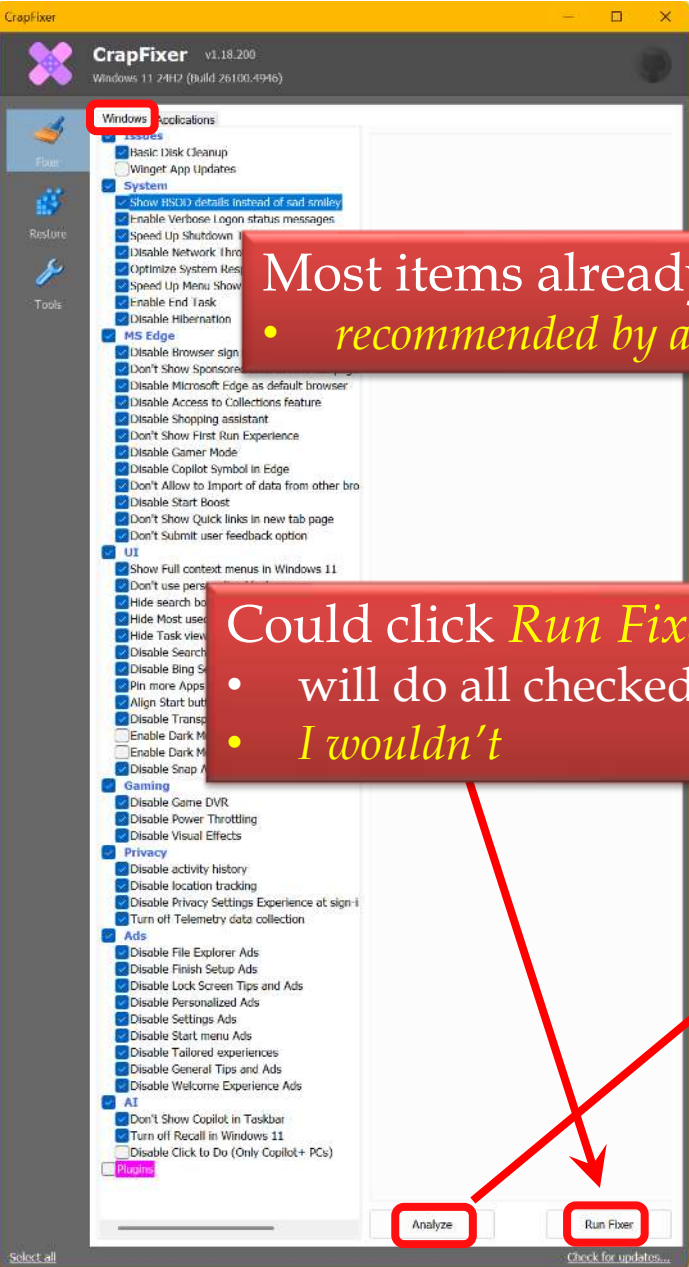 CrapFixer
CrapFixer v1.18.200
Windows 11 24H2 (Build 26100.4946)
Fixer
Restore
Tools
Windows Applications
Issues
Basic Disk Cleanup
Winget App Updates
System
Show BSOD details instead of sad smiley
Enable Verbose Logon status messages
Speed Up Shutdown
Disable Network Thro
Optimize System Res
Speed Up Menu Show
Enable End Task
Disable Hibernation
Most items already
• recommended by a
MS Edge
Disable Browser sign
Don't Show Sponsore
Disable Microsoft Edge as default browser
Disable Access to Collections feature
Disable Shopping assistant
Don't Show First Run Experience
Disable Gamer Mode
Disable Copilot Symbol in Edge
Don't Allow to Import of data from other bro
Disable Start Boost
Don't Show Quick links in new tab page
Don't Submit user feedback option
UI
Show Full context menus in Windows 11
Don't use pers
Hide search bo
Hide Most used
Hide Task view
Disable Search
Disable Bing Se
Pin more Apps
Align Start but
Disable Transp
Enable Dark M
Enable Dark M
Disable Snap A
Could click Run Fix
• will do all checked
• I wouldn't
Gaming
Disable Game DVR
Disable Power Throttling
Disable Visual Effects
Privacy
Disable activity history
Disable location tracking
Disable Privacy Settings Experience at sign-i
Turn off Telemetry data collection
Ads
Disable File Explorer Ads
Disable Finish Setup Ads
Disable Lock Screen Tips and Ads
Disable Personalized Ads
Disable Settings Ads
Disable Start menu Ads
Disable Tailored experiences
Disable General Tips and Ads
Disable Welcome Experience Ads
AI
Don't Show Copilot in Taskbar
Turn off Recall in Windows 11
Disable Click to Do (Only Copilot+ PCs)
Plugins
Analyze Run Fixer
Select all Check for updates...